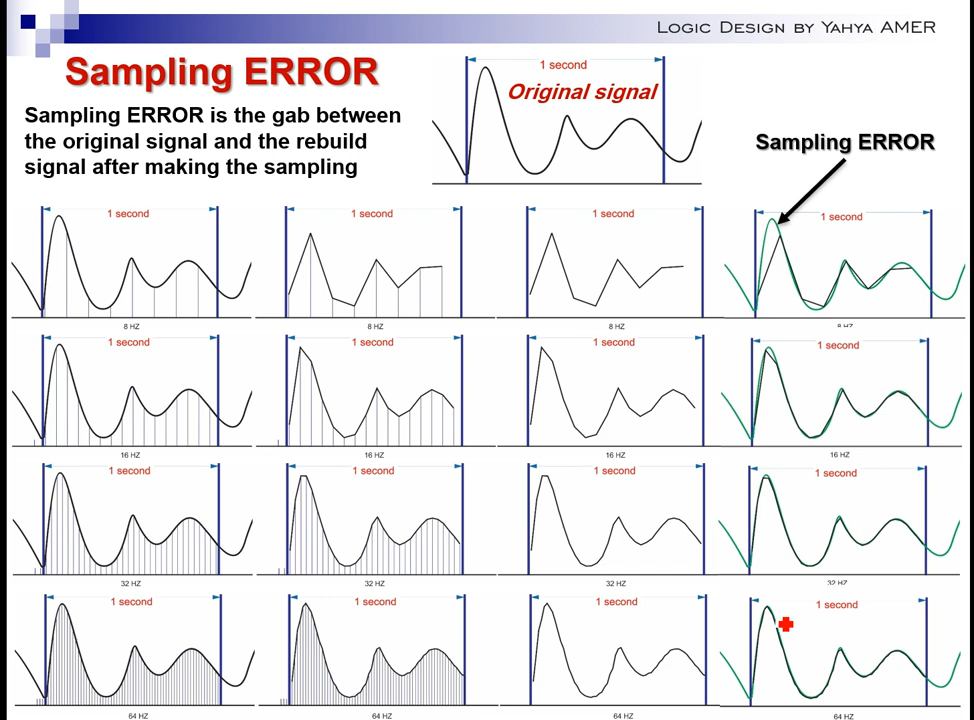 Logic Design by Yahya AMER
Sampling ERROR
Sampling ERROR is the gab between
the original signal and the rebuild
signal after making the sampling
1 second
Original signal
Sampling ERROR
1 second
1 second
1 second
1 second
8 HZ
8 HZ
8 HZ
8 HZ
1 second
1 second
1 second
1 second
16 HZ
16 HZ
16 HZ
16 HZ
1 second
1 second
1 second
1 second
32 HZ
32 HZ
32 HZ
32 HZ
1 second
1 second
1 second
1 second
64 HZ
64 HZ
64 HZ
64 HZ